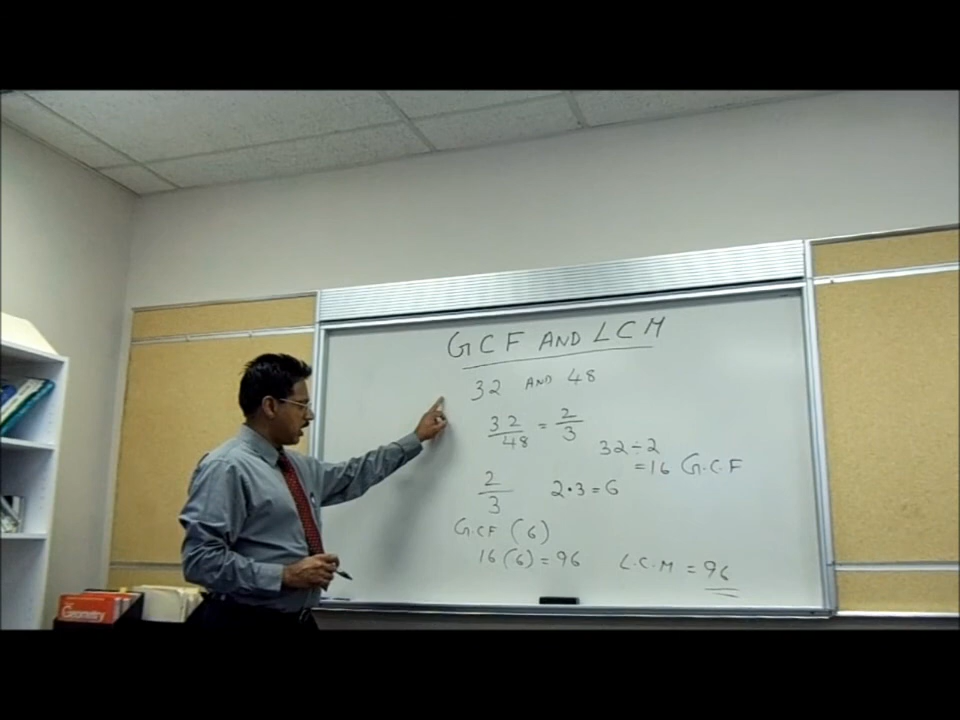 GCF AND LCM
32 AND 48
32/48 = 2/3
32÷2
=16 G.C.F
2/3 2•3=6
G.CF (6)
16(6)=96 L.C.M = 96
Geometry